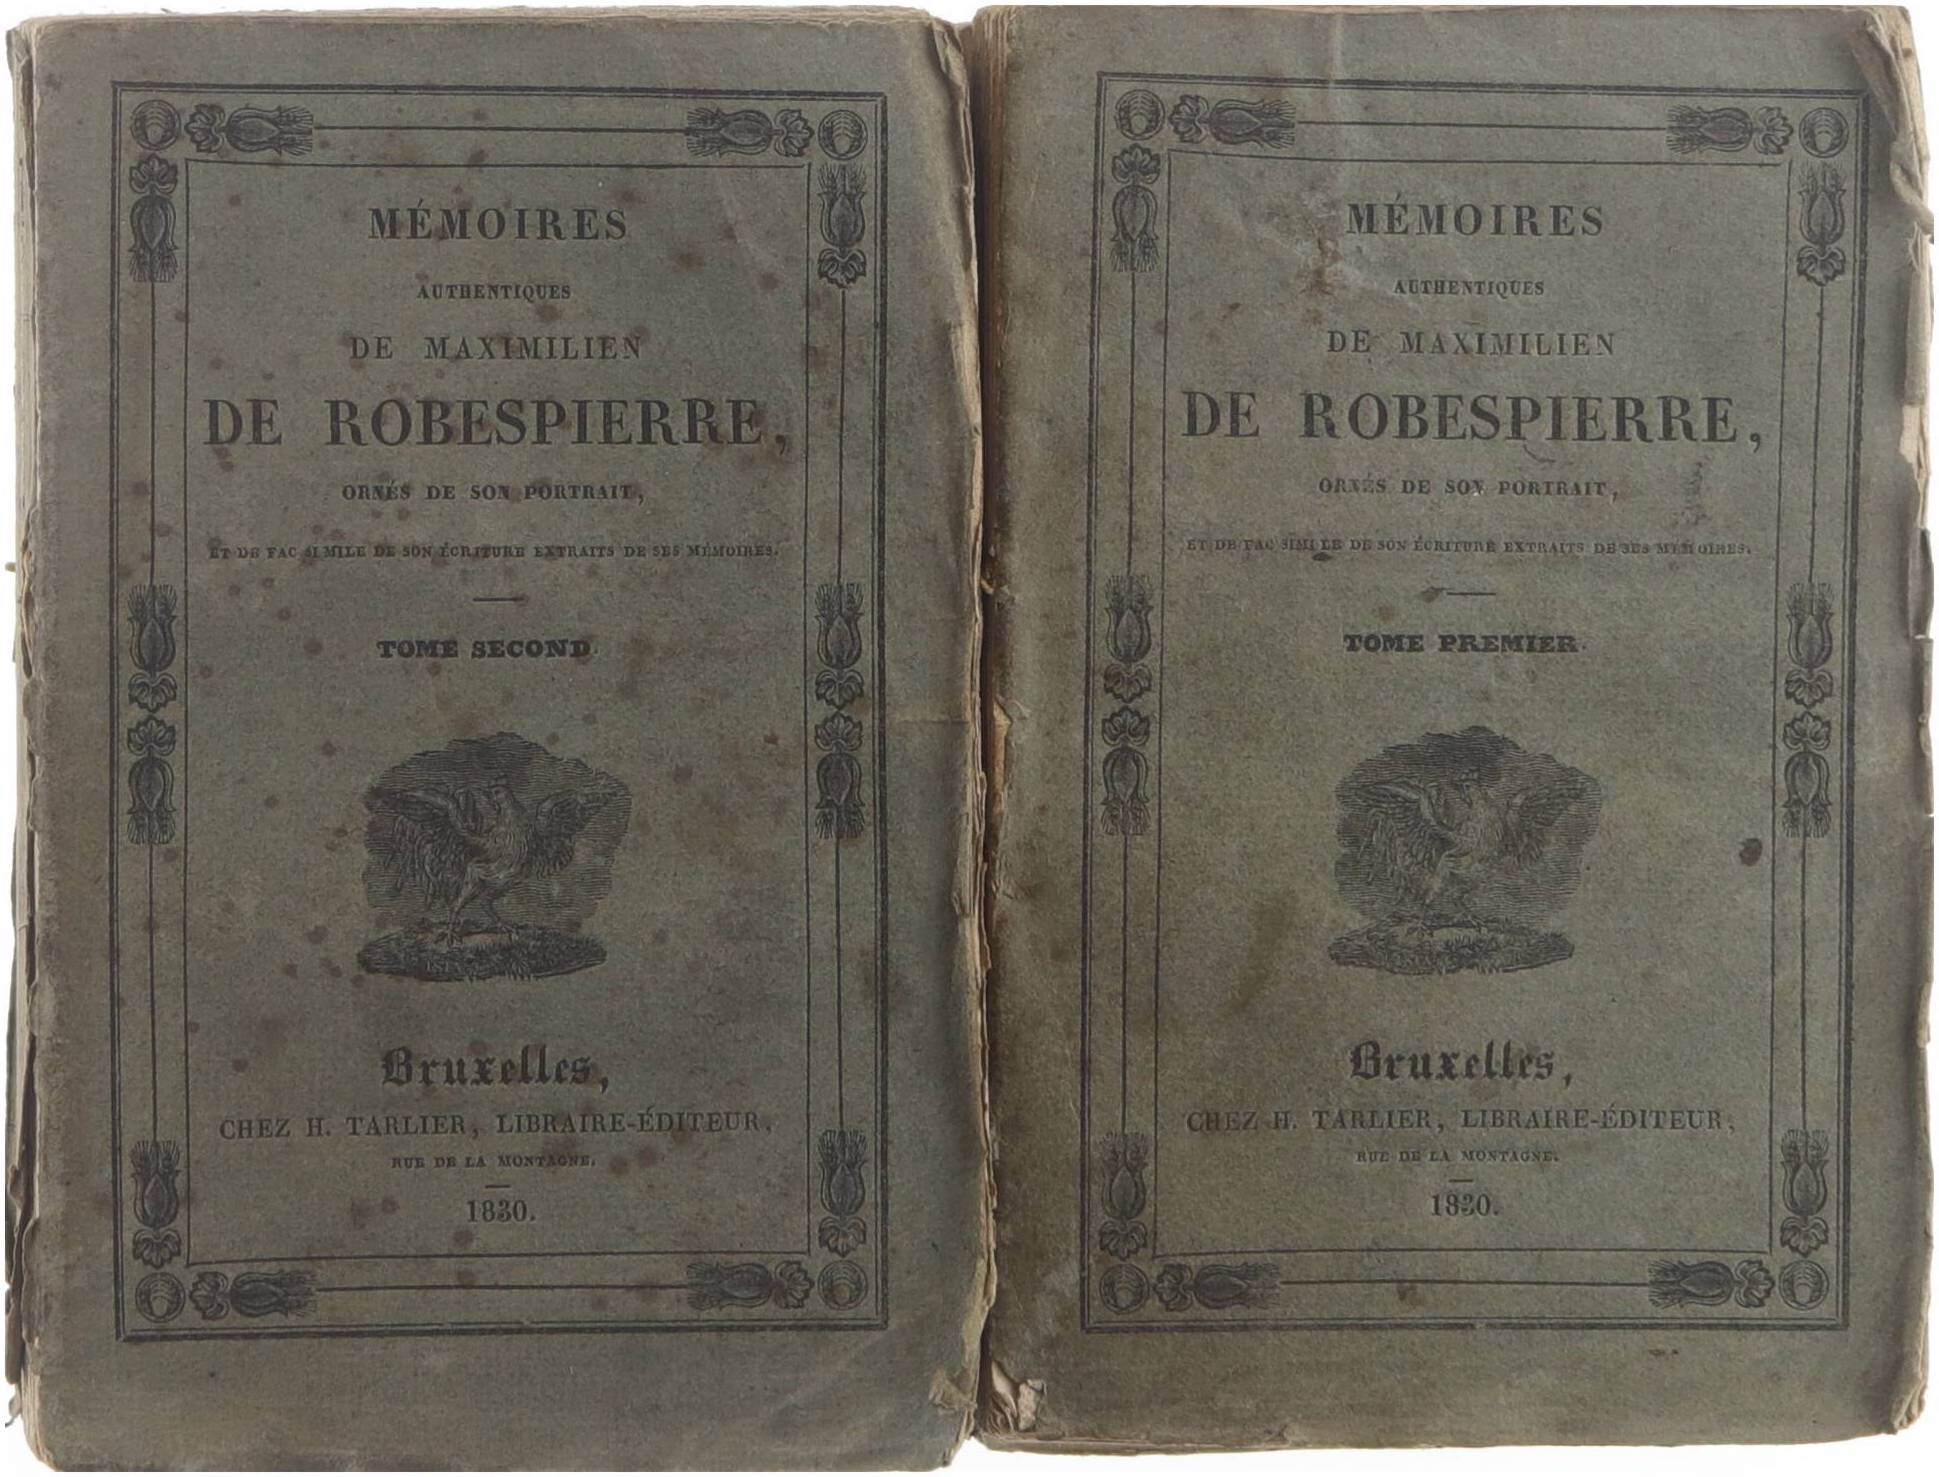 MÉMOIRES
AUTHENTIQUES
DE MAXIMILIEN
DE ROBESPIERRE,
ORNÉS DE SON PORTRAIT,
ET DE FAC SIMILE DE SON ÉCRITURE EXTRAITS DE SES MÉMOIRES.
TOME SECOND.
Bruxelles,
CHEZ H. TARLIER, LIBRAIRE-ÉDITEUR,
RUE DE LA MONTAGNE.
1830.
MÉMOIRES
AUTHENTIQUES
DE MAXIMILIEN
DE ROBESPIERRE,
ORNÉS DE SON PORTRAIT,
ET DE FAC SIMILE DE SON ÉCRITURE EXTRAITS DE SES MÉMOIRES.
TOME PREMIER.
Bruxelles,
CHEZ H. TARLIER, LIBRAIRE-ÉDITEUR,
RUE DE LA MONTAGNE.
1830.